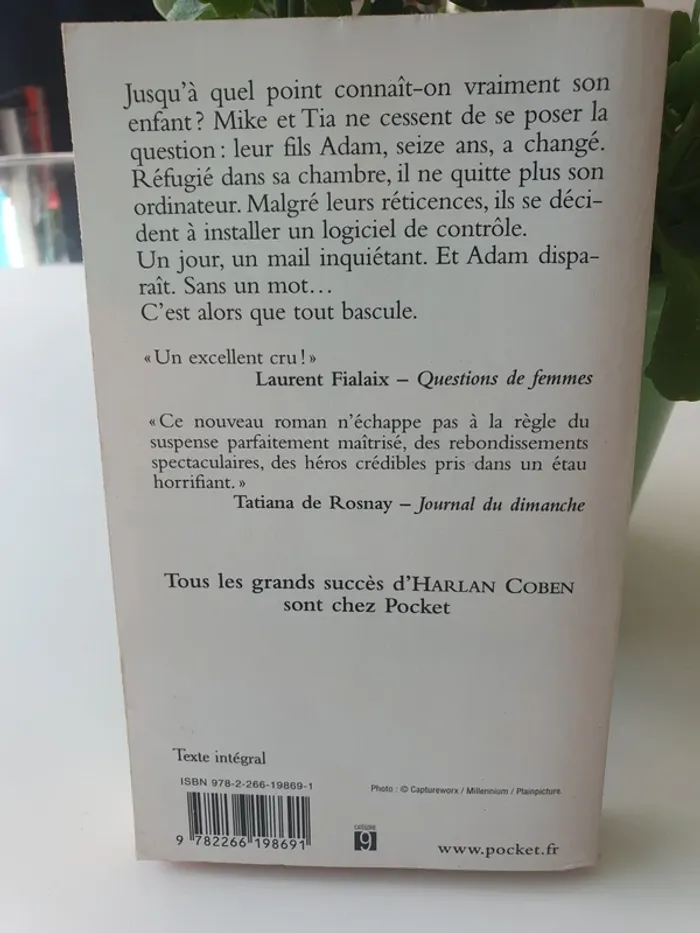 Jusqu'à quel point connaît-on vraiment son
enfant ? Mike et Tia ne cessent de se poser la
question : leur fils Adam, seize ans, a changé.
Réfugié dans sa chambre, il ne quitte plus son
ordinateur. Malgré leurs réticences, ils se déci-
dent à installer un logiciel de contrôle.
Un jour, un mail inquiétant. Et Adam dispa-
raît. Sans un mot…
C'est alors que tout bascule.
« Un excellent cru ! »
Laurent Fialaix – Questions de femmes
« Ce nouveau roman n'échappe pas à la règle du
suspense parfaitement maîtrisé, des rebondissements
spectaculaires, des héros crédibles pris dans un étau
horrifiant. »
Tatiana de Rosnay – Journal du dimanche
Tous les grands succès d'HARLAN COBEN
sont chez Pocket
Texte intégral
ISBN 978-2-266-19869-1
Photo : © Captureworx / Millennium / Plainpicture.
9 782266 198691
CATÉGORIE
9
www.pocket.fr